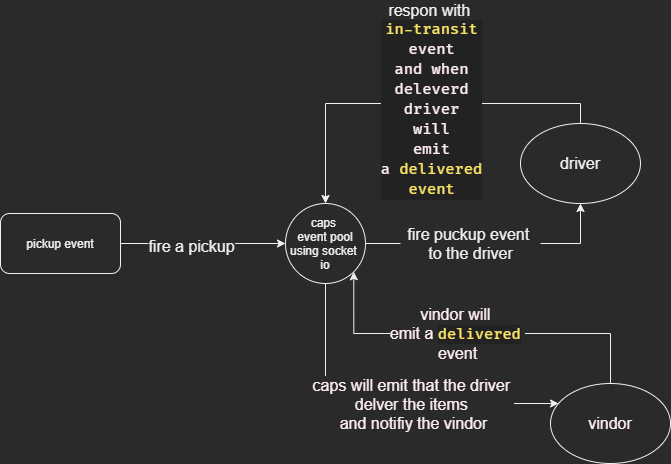 respon with
in-transit
event
and when
deleverd
driver
will
emit
a delivered
event
driver
caps
event pool
using socket
io
pickup event
fire a pickup
fire puckup event
to the driver
vindor will
emit a delivered
event
caps will emit that the driver
delver the items
and notifiy the vindor
vindor